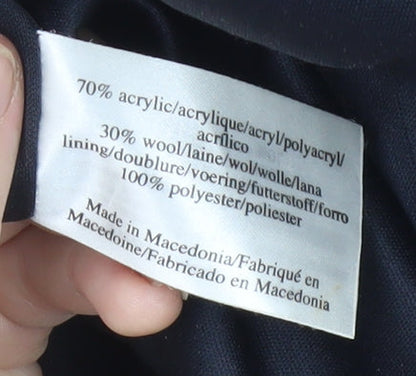 70% acrylic/acrylique/acryl/polyacryl/
acrílico
30% wool/laine/wol/wolle/lana
lining/doublure/voering/futterstoff/forro
100% polyester/poliester
Made in Macedonia/Fabriqué en
Macedoine/Fabricado en Macedonia